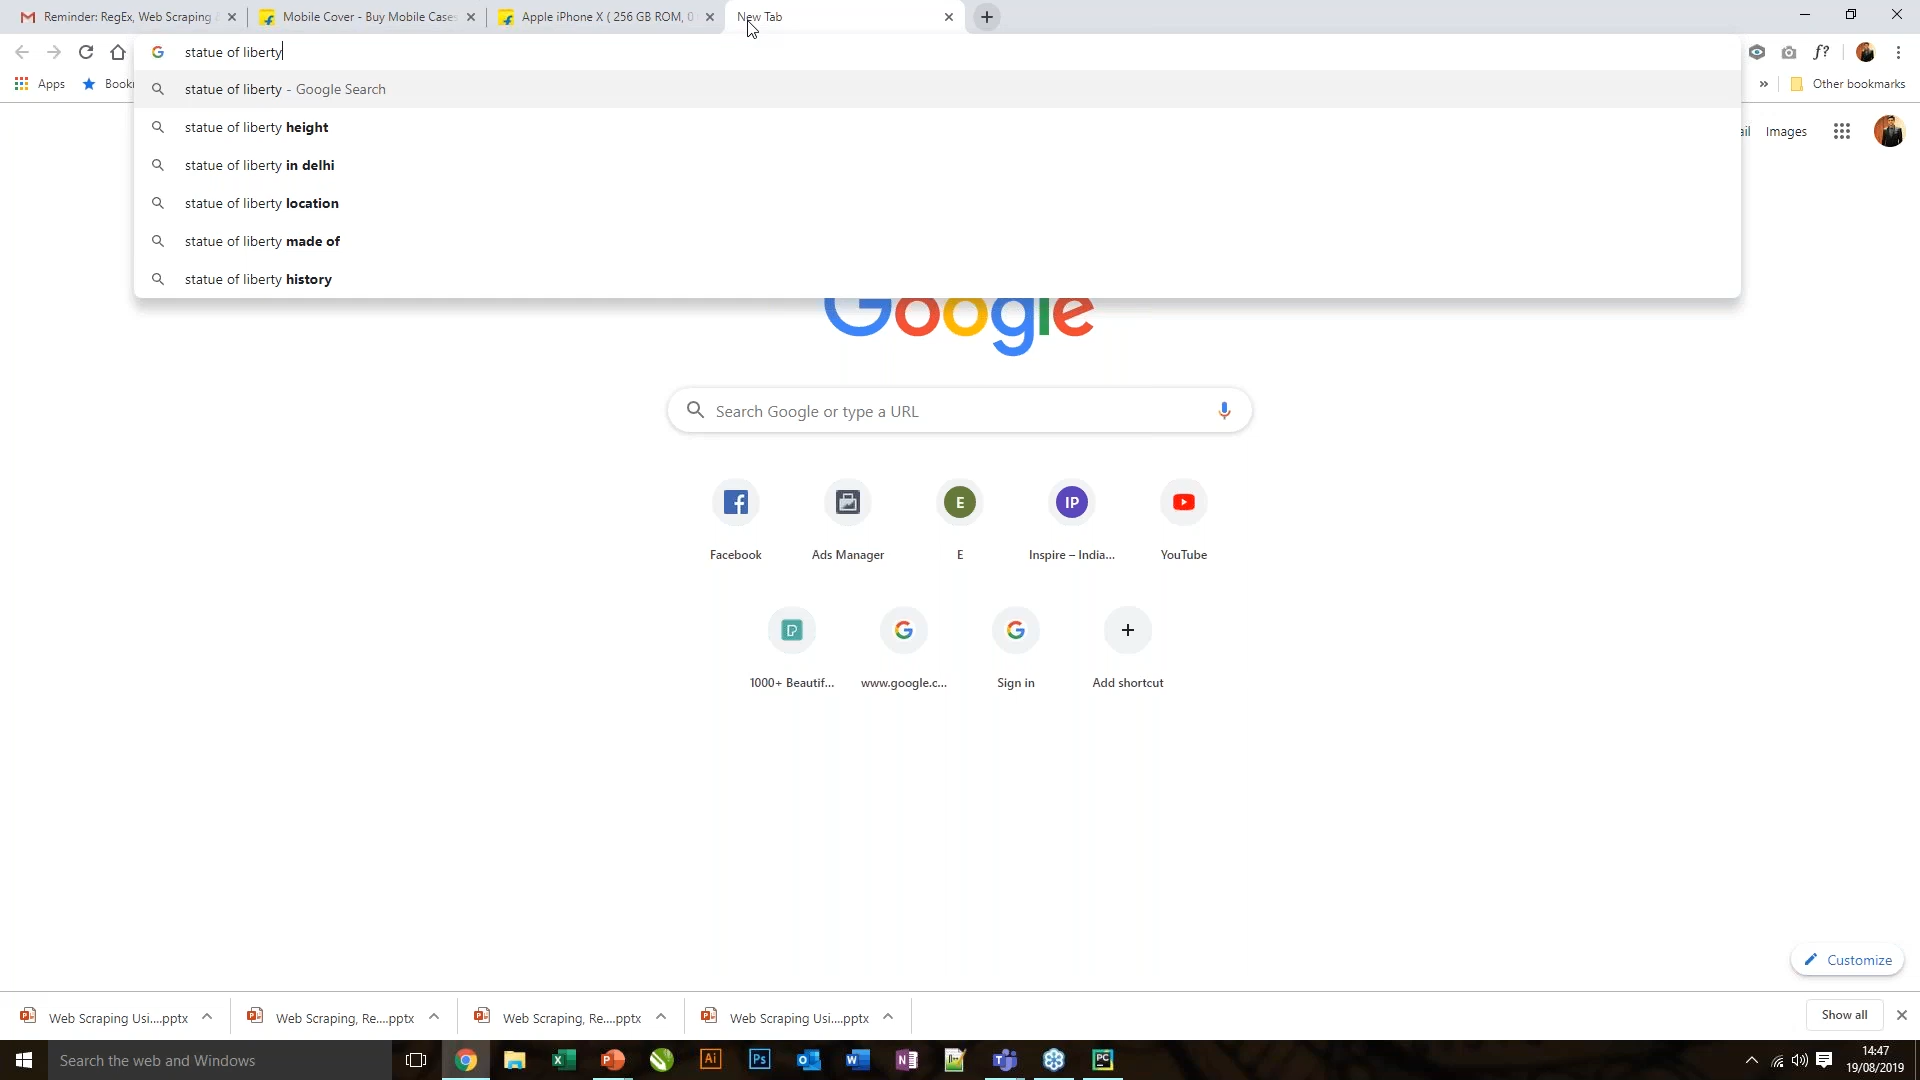 Reminder: RegEx, Web Scraping
Mobile Cover - Buy Mobile Cases
Apple iPhone X ( 256 GB ROM, 0
New Tab
statue of liberty
f?
Apps
Bookr
Other bookmarks
statue of liberty - Google Search
statue of liberty height
statue of liberty in delhi
statue of liberty location
statue of liberty made of
statue of liberty history
ail
Images
Google
Search Google or type a URL
E
IP
Facebook
Ads Manager
E
Inspire – India...
YouTube
1000+ Beautif...
www.google.c...
Sign in
Add shortcut
Customize
Web Scraping Usi....pptx
Web Scraping, Re....pptx
Web Scraping, Re....pptx
Web Scraping Usi....pptx
Show all
Search the web and Windows
14:47
19/08/2019